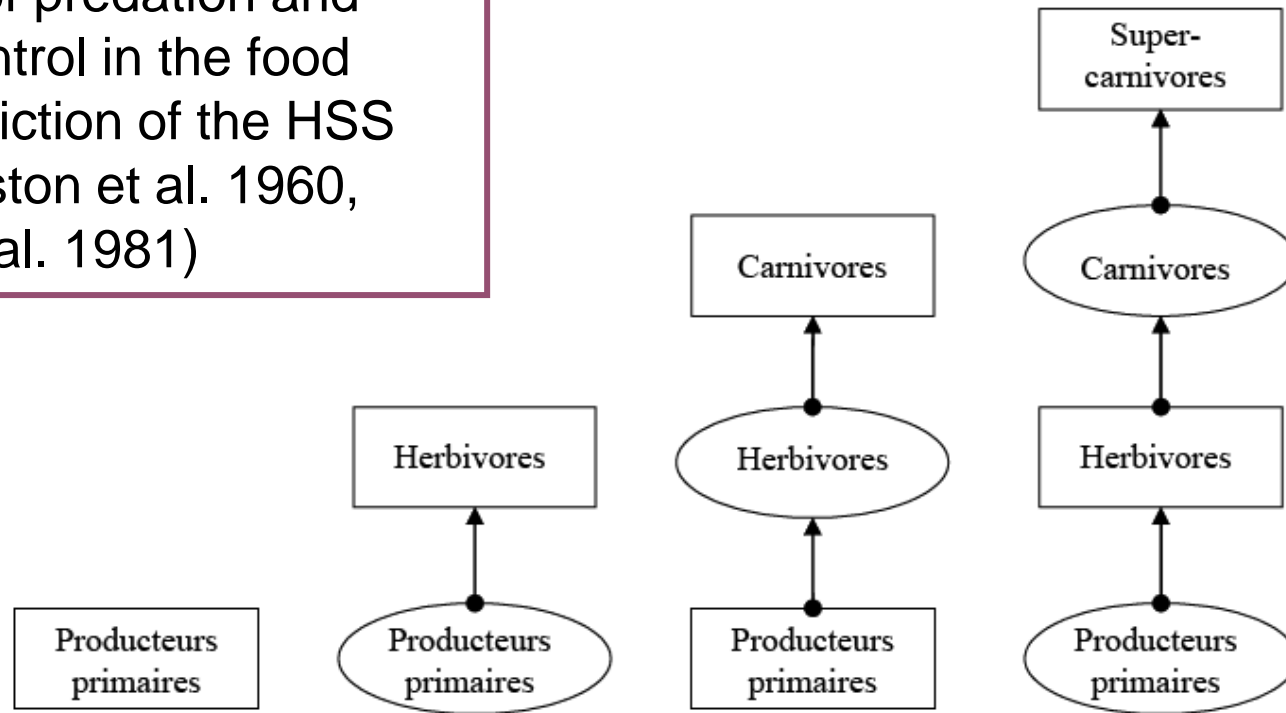 of predation and
ntrol in the food
iction of the HSS
ston et al. 1960,
al. 1981)
Super-
carnivores
Carnivores
Carnivores
Herbivores
Herbivores
Herbivores
Producteurs
primaires
Producteurs
primaires
Producteurs
primaires
Producteurs
primaires